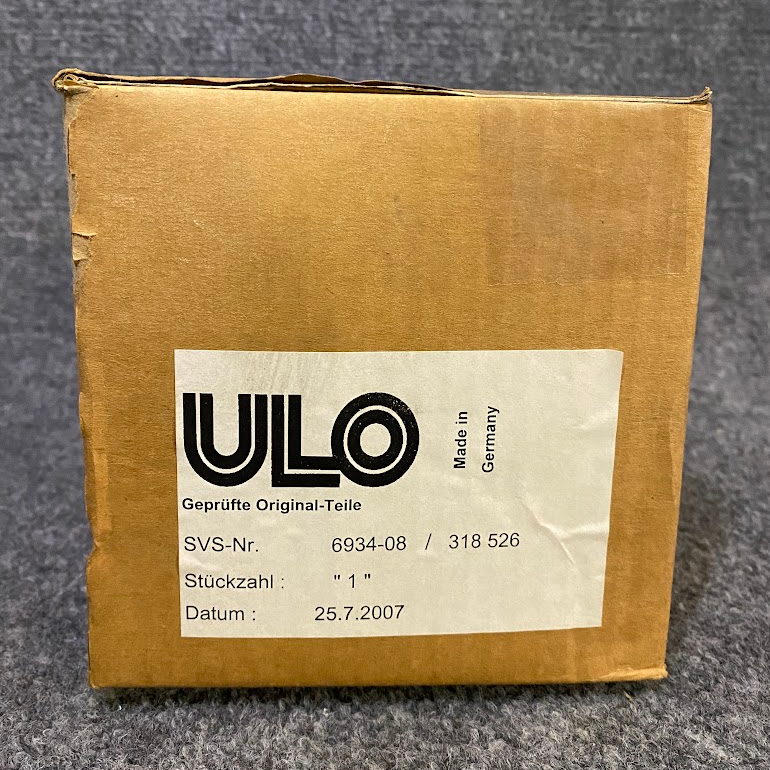 ULO
Made in
Germany
Geprüfte Original-Teile
SVS-Nr. 6934-08 / 318 526
Stückzahl : " 1 "
Datum : 25.7.2007